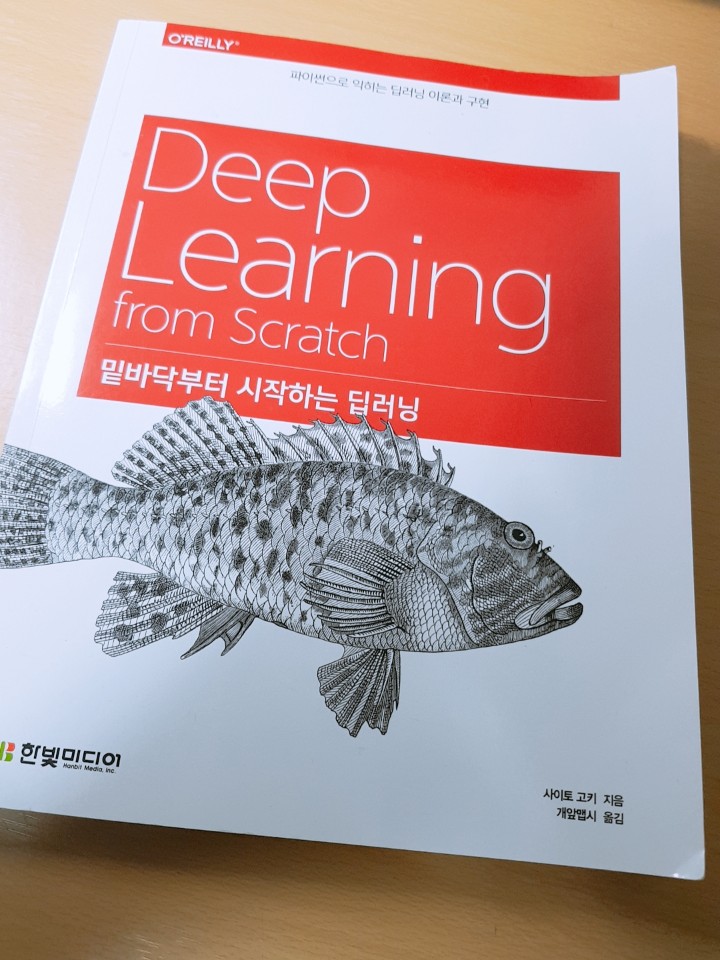 O'REILLY®
파이썬으로 익히는 딥러닝 이론과 구현
Deep
Learning
from Scratch
밑바닥부터 시작하는 딥러닝
한빛미디어
Hanbit Media, Inc.
사이토 고키 지음
개앞맵시 옮김